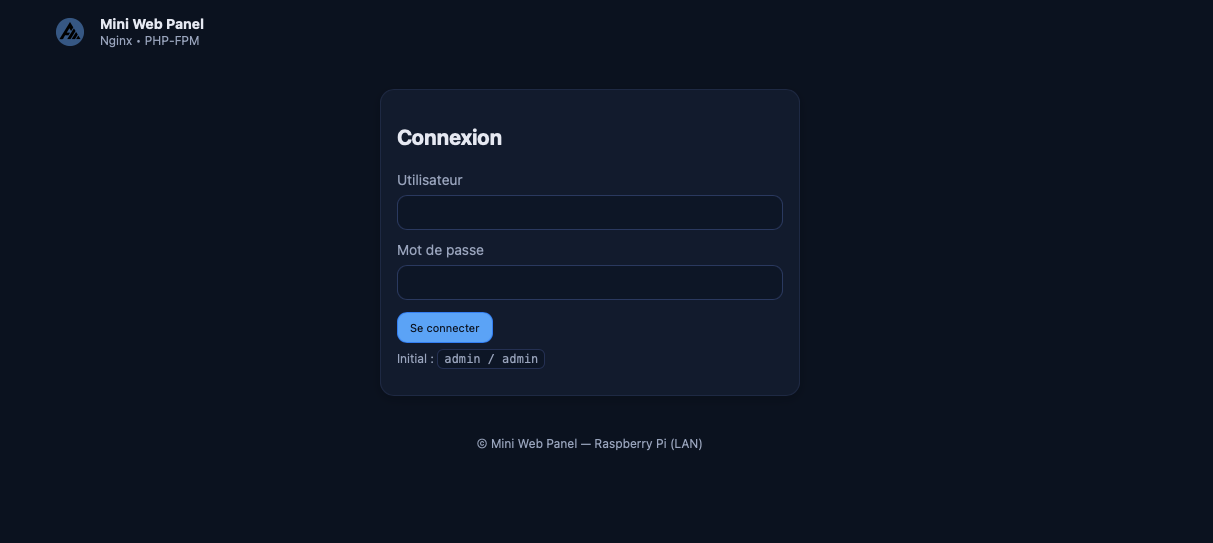 Mini Web Panel
Nginx • PHP-FPM
Connexion
Utilisateur
Mot de passe
Se connecter
Initial : admin / admin
© Mini Web Panel — Raspberry Pi (LAN)